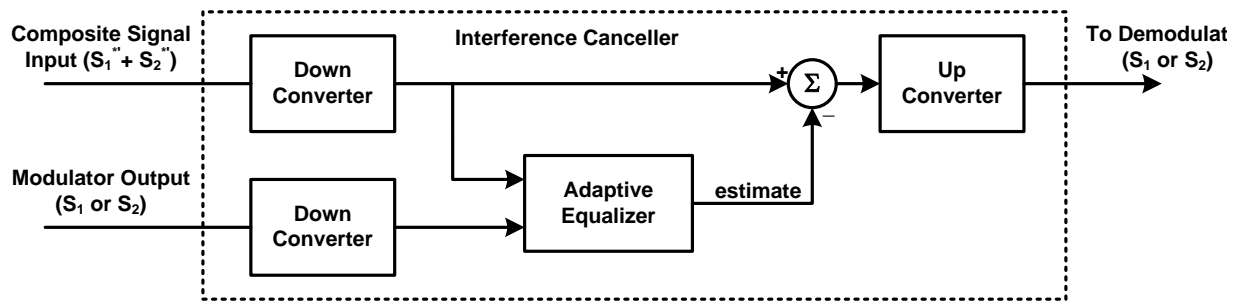 Composite Signal
Input (S₁*' + S₂*')
Interference Canceller
To Demodulat
(S₁ or S₂)
Down
Converter
+
Σ
−
Up
Converter
Modulator Output
(S₁ or S₂)
Down
Converter
Adaptive
Equalizer
estimate